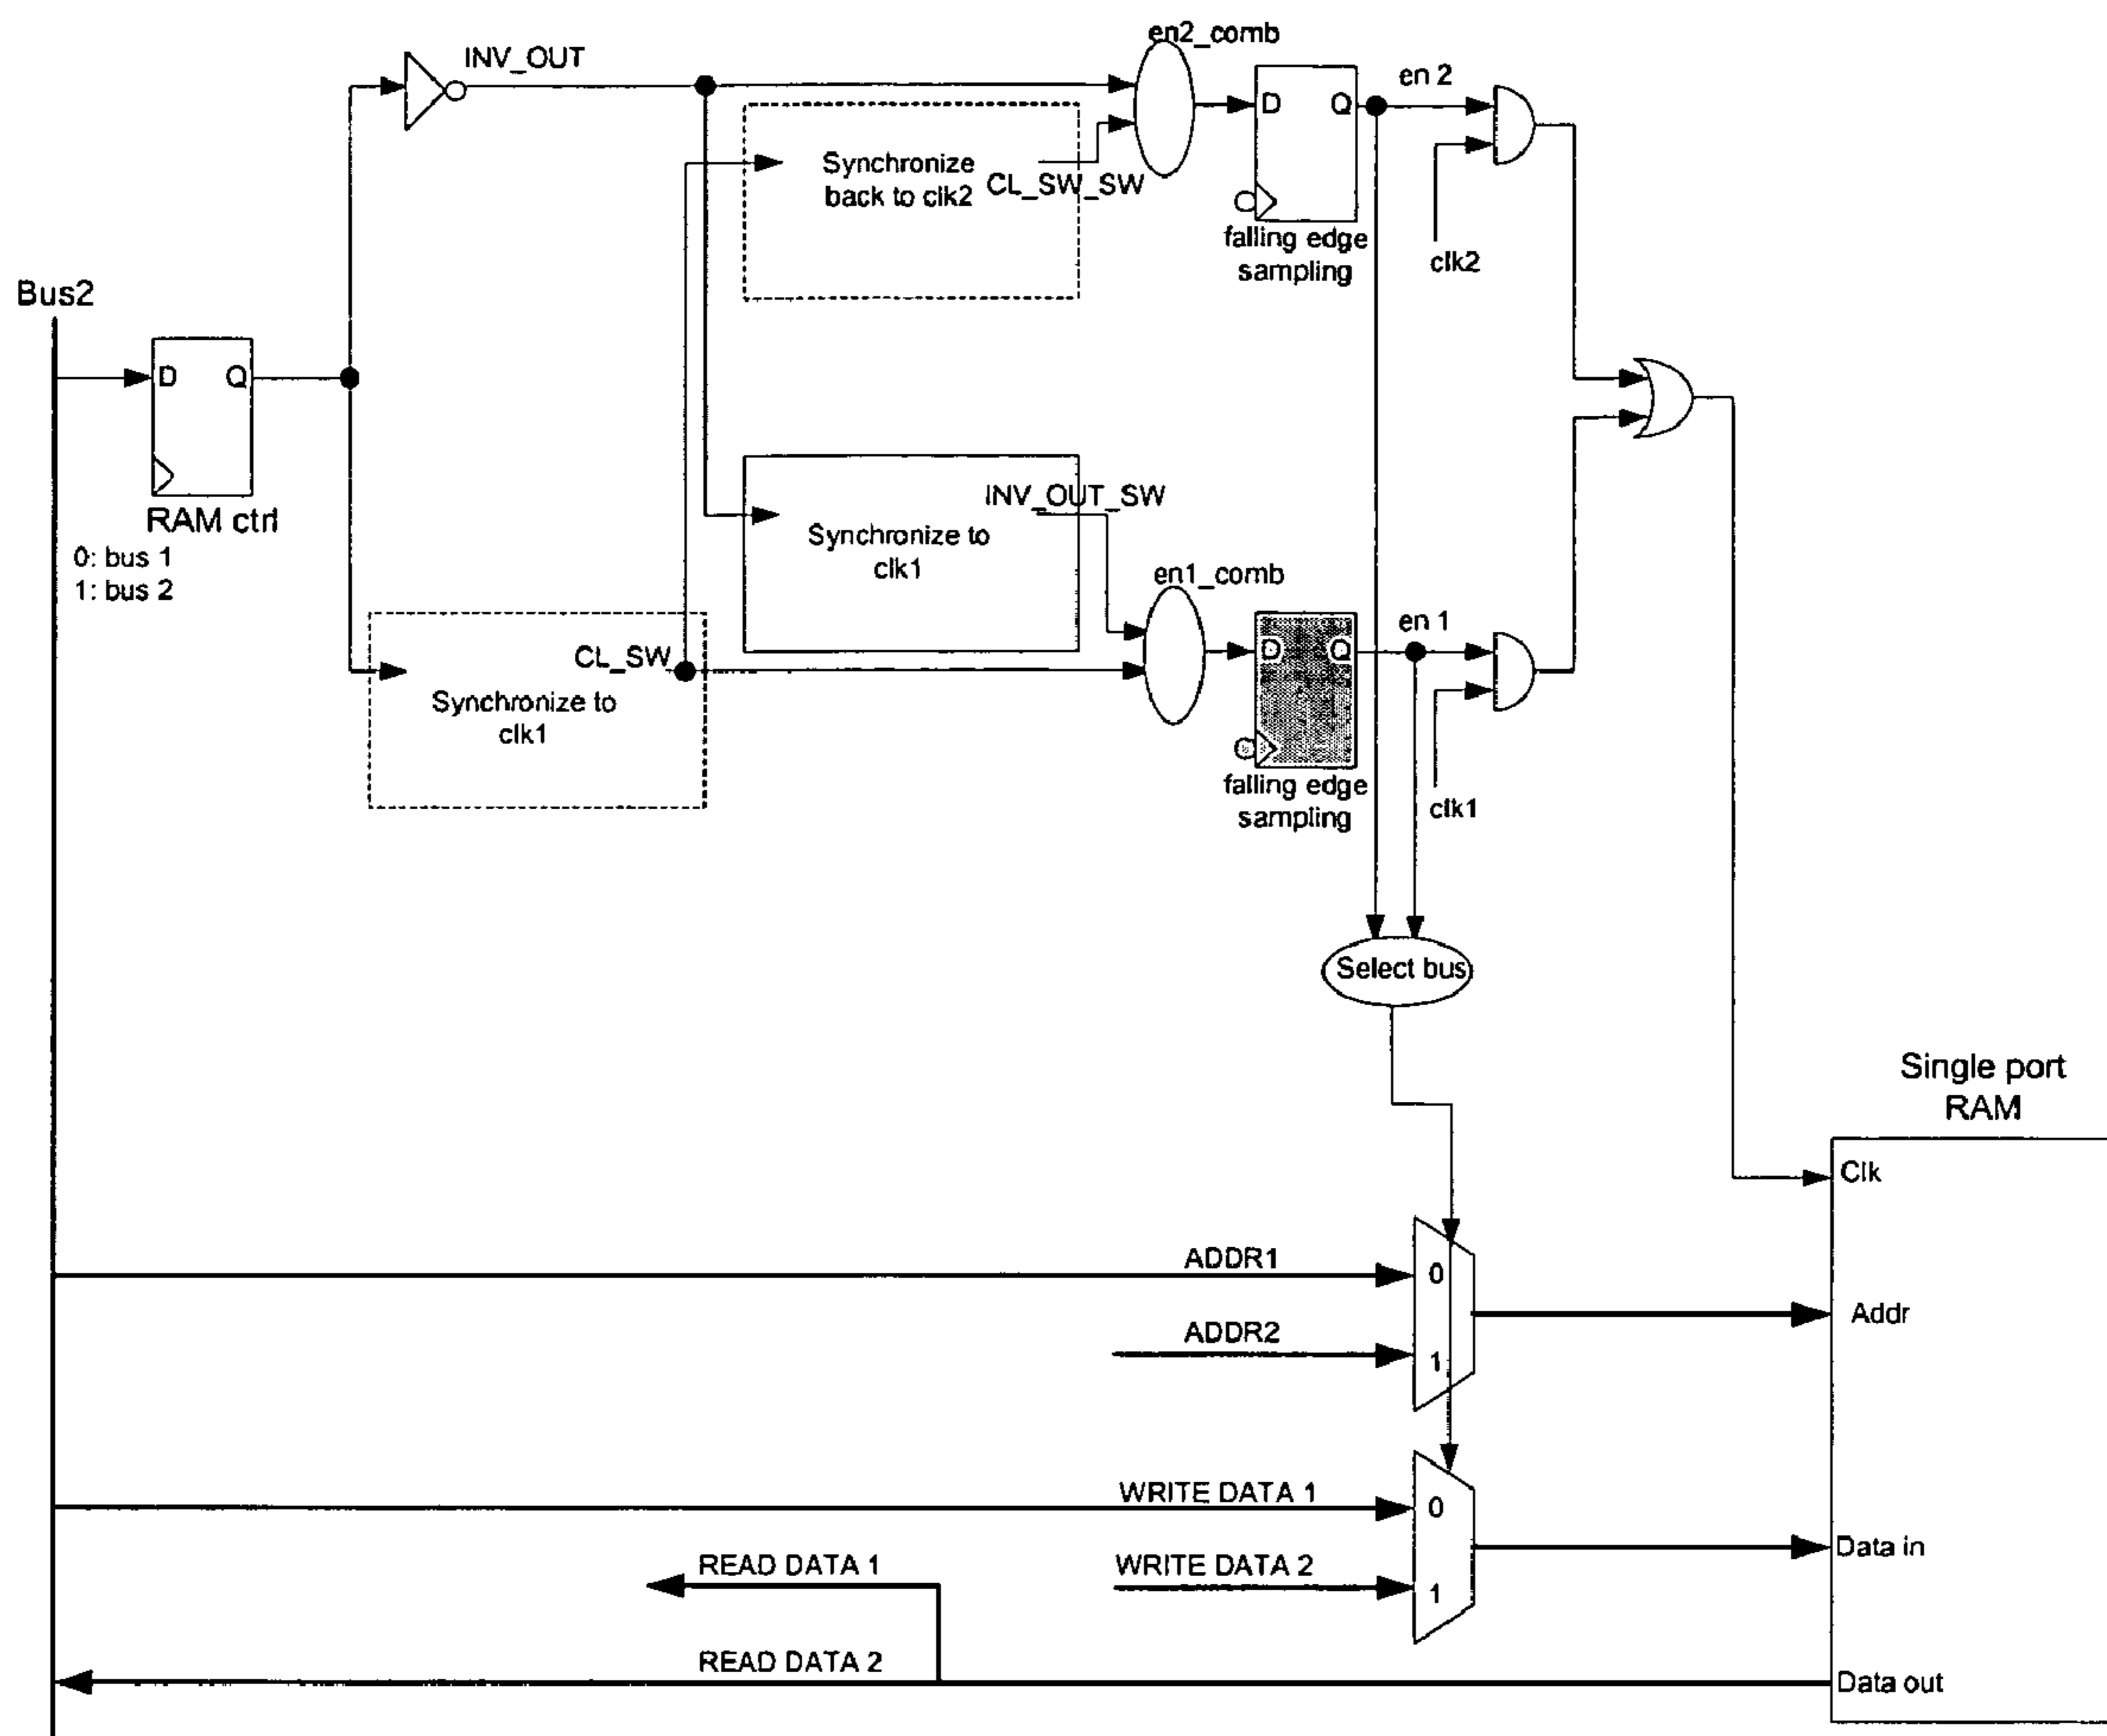 en2_comb
INV_OUT
D Q
en 2
Synchronize
back to clk2
CL_SW_SW
falling edge
sampling
clk2
Bus2
D Q
RAM ctrl
0: bus 1
1: bus 2
INV_OUT_SW
Synchronize to
clk1
en1_comb
CL_SW
Synchronize to
clk1
D Q
en 1
falling edge
sampling
clk1
Select bus
Single port
RAM
Clk
ADDR1
0
Addr
ADDR2
1
WRITE DATA 1
0
Data in
READ DATA 1
WRITE DATA 2
1
READ DATA 2
Data out